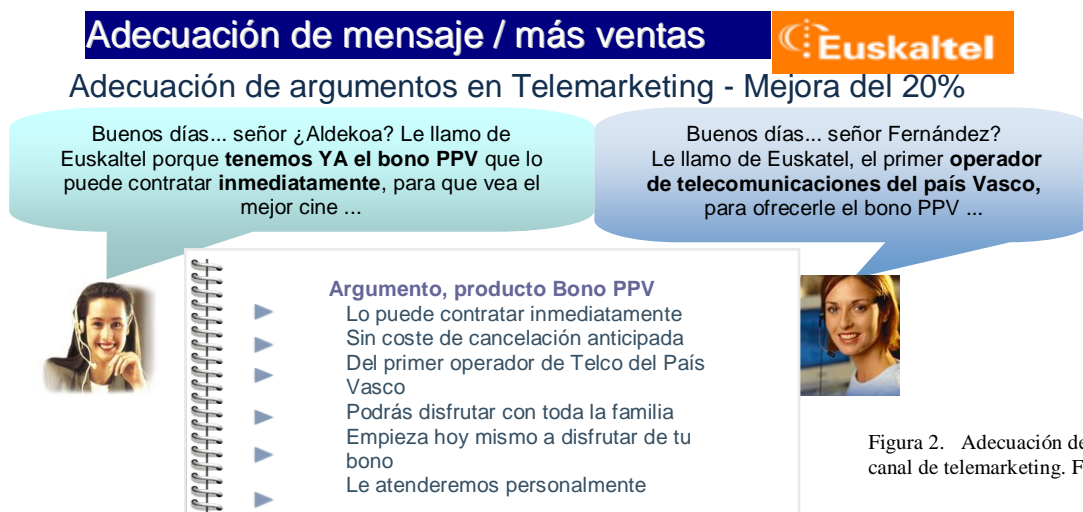 Adecuación de mensaje / más ventas
Euskaltel
Adecuación de argumentos en Telemarketing - Mejora del 20%
Buenos días... señor ¿Aldekoa? Le llamo de
Euskaltel porque tenemos YA el bono PPV que lo
puede contratar inmediatamente, para que vea el
mejor cine ...
Buenos días... señor Fernández?
Le llamo de Euskatel, el primer operador
de telecomunicaciones del país Vasco,
para ofrecerle el bono PPV ...
Argumento, producto Bono PPV
Lo puede contratar inmediatamente
Sin coste de cancelación anticipada
Del primer operador de Telco del País
Vasco
Podrás disfrutar con toda la familia
Empieza hoy mismo a disfrutar de tu
bono
Le atenderemos personalmente
Figura 2. Adecuación de
canal de telemarketing. F